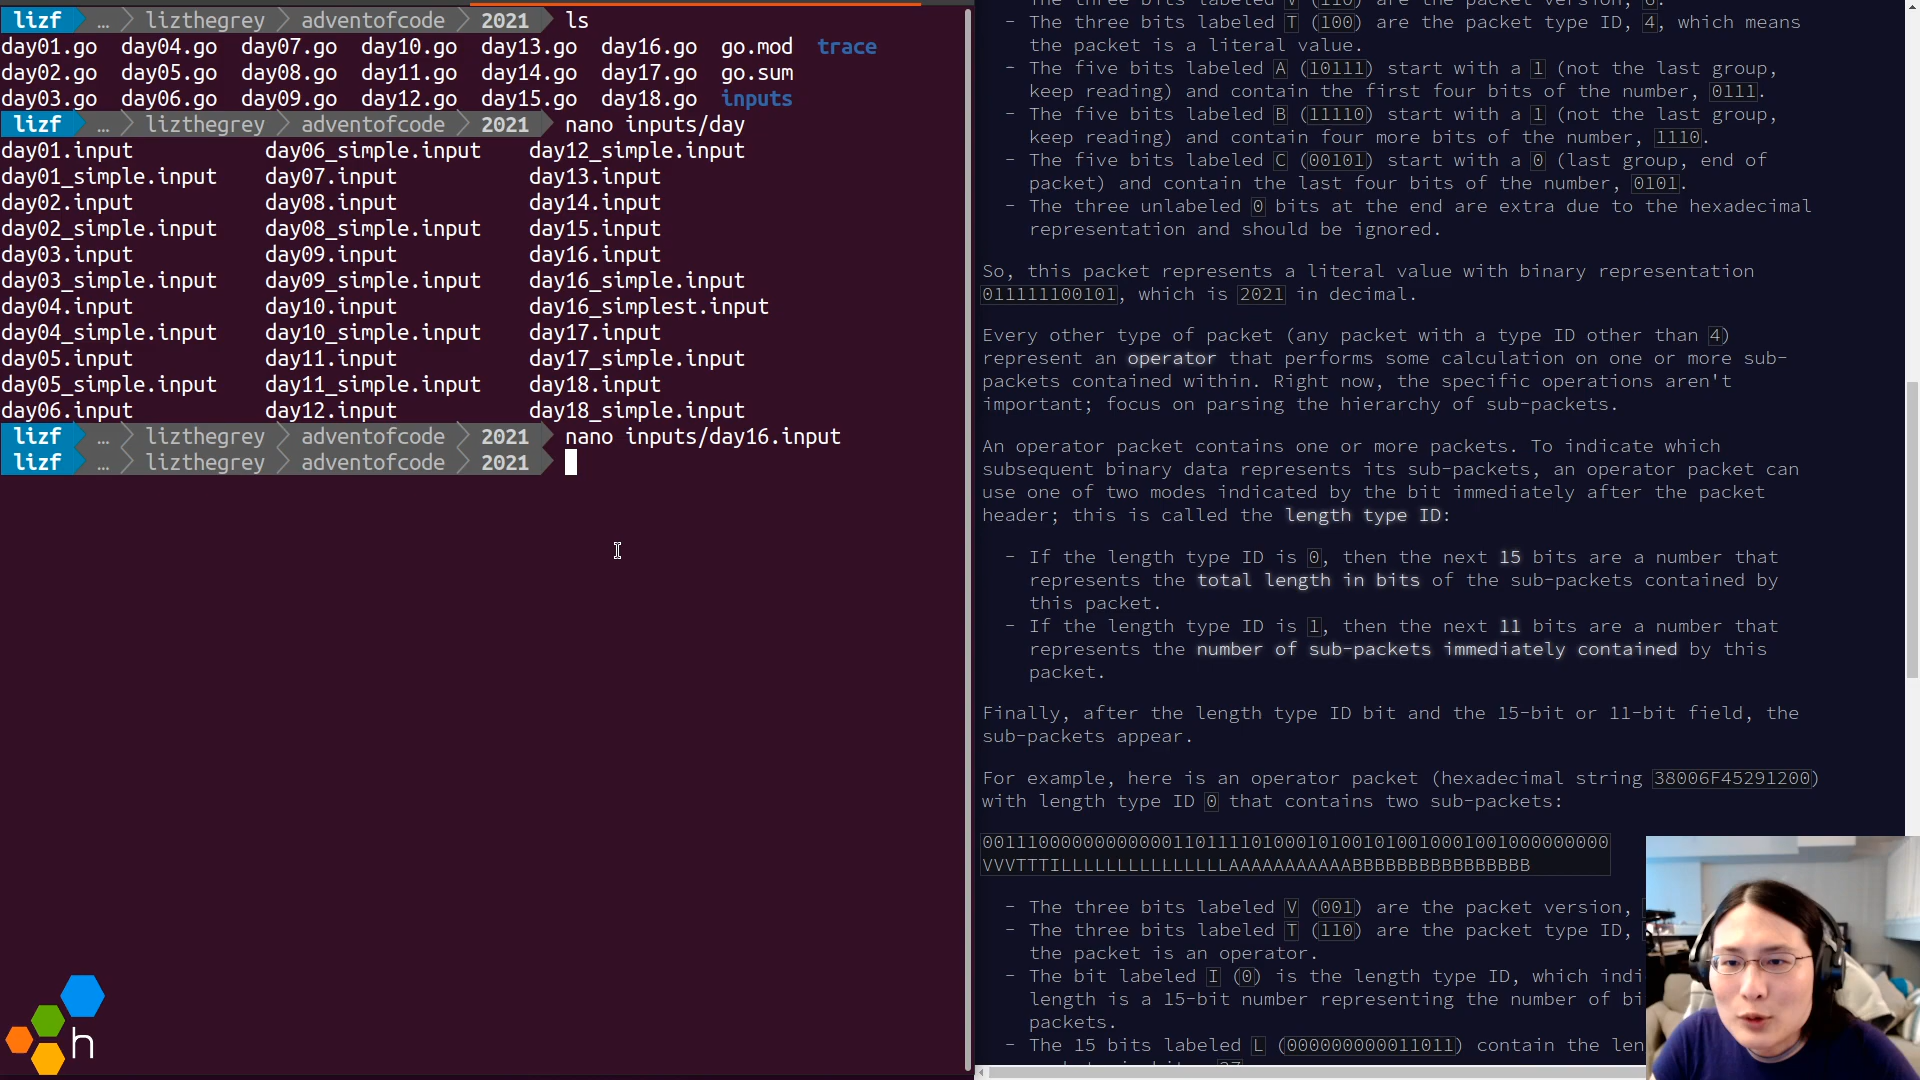 lizf … lizthegrey adventofcode 2021 ls
day01.go day04.go day07.go day10.go day13.go day16.go go.mod trace
day02.go day05.go day08.go day11.go day14.go day17.go go.sum
day03.go day06.go day09.go day12.go day15.go day18.go inputs
lizf … lizthegrey adventofcode 2021 nano inputs/day
day01.input day06_simple.input day12_simple.input
day01_simple.input day07.input day13.input
day02.input day08.input day14.input
day02_simple.input day08_simple.input day15.input
day03.input day09.input day16.input
day03_simple.input day09_simple.input day16_simple.input
day04.input day10.input day16_simplest.input
day04_simple.input day10_simple.input day17.input
day05.input day11.input day17_simple.input
day05_simple.input day11_simple.input day18.input
day06.input day12.input day18_simple.input
lizf … lizthegrey adventofcode 2021 nano inputs/day16.input
lizf … lizthegrey adventofcode 2021
h
- The three bits labeled V (110) are the packet version, 6.
- The three bits labeled T (100) are the packet type ID, 4, which means
the packet is a literal value.
- The five bits labeled A (10111) start with a 1 (not the last group,
keep reading) and contain the first four bits of the number, 0111.
- The five bits labeled B (11110) start with a 1 (not the last group,
keep reading) and contain four more bits of the number, 1110.
- The five bits labeled C (00101) start with a 0 (last group, end of
packet) and contain the last four bits of the number, 0101.
- The three unlabeled 0 bits at the end are extra due to the hexadecimal
representation and should be ignored.
So, this packet represents a literal value with binary representation
011111100101, which is 2021 in decimal.
Every other type of packet (any packet with a type ID other than 4)
represent an operator that performs some calculation on one or more sub-
packets contained within. Right now, the specific operations aren't
important; focus on parsing the hierarchy of sub-packets.
An operator packet contains one or more packets. To indicate which
subsequent binary data represents its sub-packets, an operator packet can
use one of two modes indicated by the bit immediately after the packet
header; this is called the length type ID:
- If the length type ID is 0, then the next 15 bits are a number that
represents the total length in bits of the sub-packets contained by
this packet.
- If the length type ID is 1, then the next 11 bits are a number that
represents the number of sub-packets immediately contained by this
packet.
Finally, after the length type ID bit and the 15-bit or 11-bit field, the
sub-packets appear.
For example, here is an operator packet (hexadecimal string 38006F45291200)
with length type ID 0 that contains two sub-packets:
00111000000000000110111101000101001010010001001000000000
VVVTTTILLLLLLLLLLLLLLLAAAAAAAAAAABBBBBBBBBBBBBBBB
- The three bits labeled V (001) are the packet version,
- The three bits labeled T (110) are the packet type ID,
the packet is an operator.
- The bit labeled I (0) is the length type ID, which indi
length is a 15-bit number representing the number of bi
packets.
- The 15 bits labeled L (000000000011011) contain the len